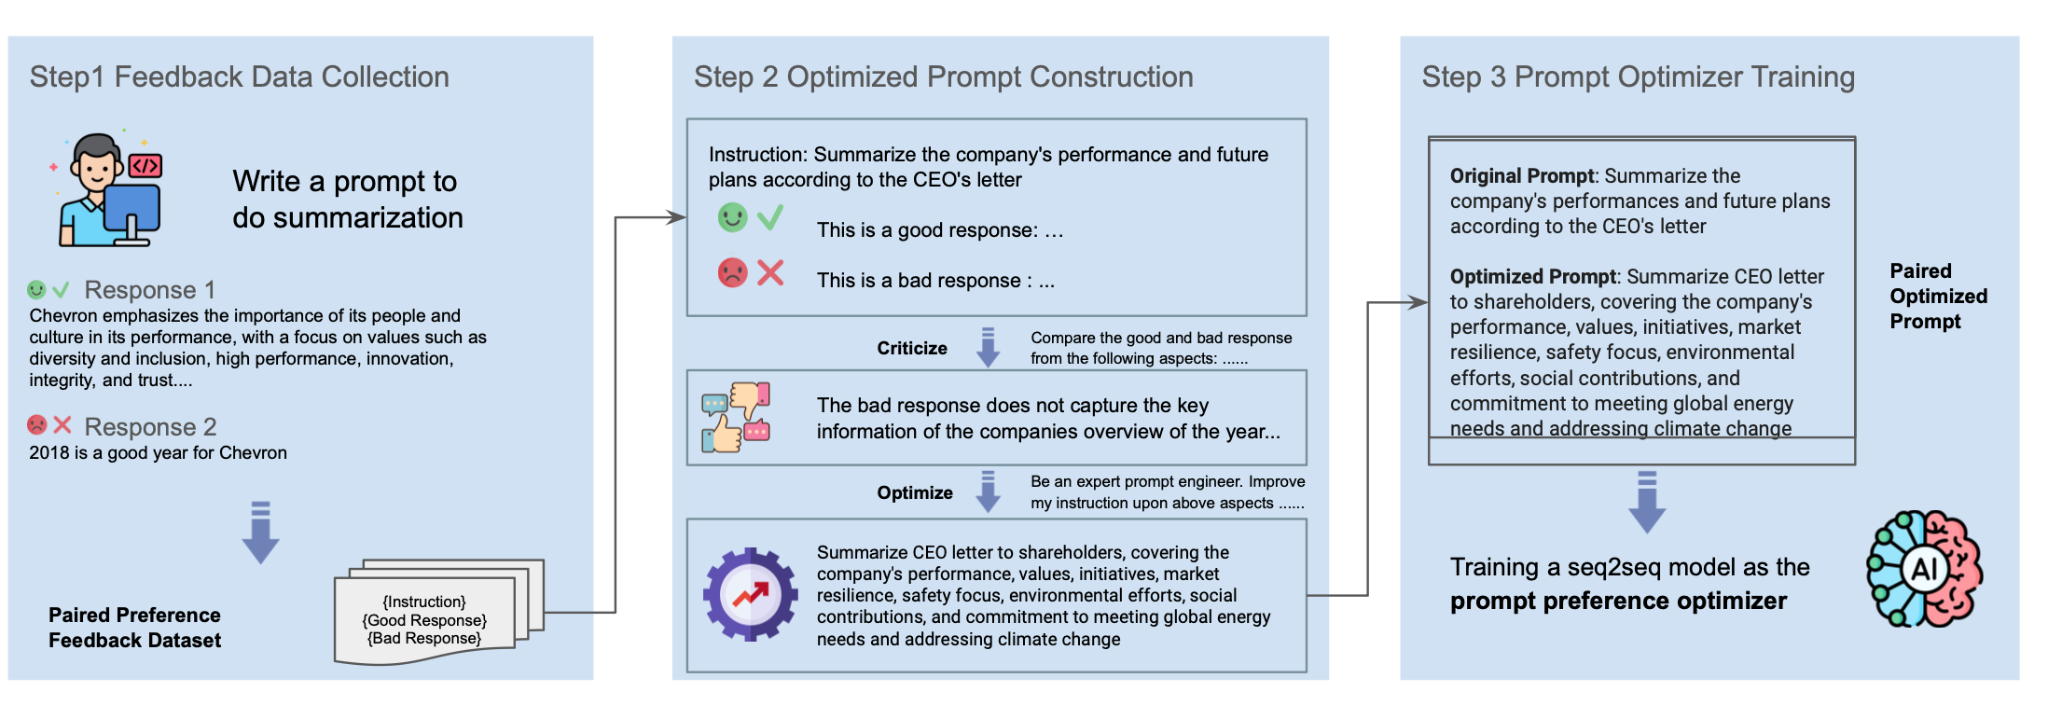 Step1 Feedback Data Collection
</>
Write a prompt to
do summarization
Response 1
Chevron emphasizes the importance of its people and
culture in its performance, with a focus on values such as
diversity and inclusion, high performance, innovation,
integrity, and trust....
Response 2
2018 is a good year for Chevron
Paired Preference
Feedback Dataset
{Instruction}
{Good Response}
{Bad Response}
Step 2 Optimized Prompt Construction
Instruction: Summarize the company's performance and future
plans according to the CEO's letter
This is a good response: …
This is a bad response : ...
Criticize
Compare the good and bad response
from the following aspects: ......
The bad response does not capture the key
information of the companies overview of the year...
Optimize
Be an expert prompt engineer. Improve
my instruction upon above aspects ......
Summarize CEO letter to shareholders, covering the
company's performance, values, initiatives, market
resilience, safety focus, environmental efforts, social
contributions, and commitment to meeting global energy
needs and addressing climate change
Step 3 Prompt Optimizer Training
Original Prompt: Summarize the
company's performances and future plans
according to the CEO's letter
Optimized Prompt: Summarize CEO letter
to shareholders, covering the company's
performance, values, initiatives, market
resilience, safety focus, environmental
efforts, social contributions, and
commitment to meeting global energy
needs and addressing climate change
Paired
Optimized
Prompt
Training a seq2seq model as the
prompt preference optimizer
AI